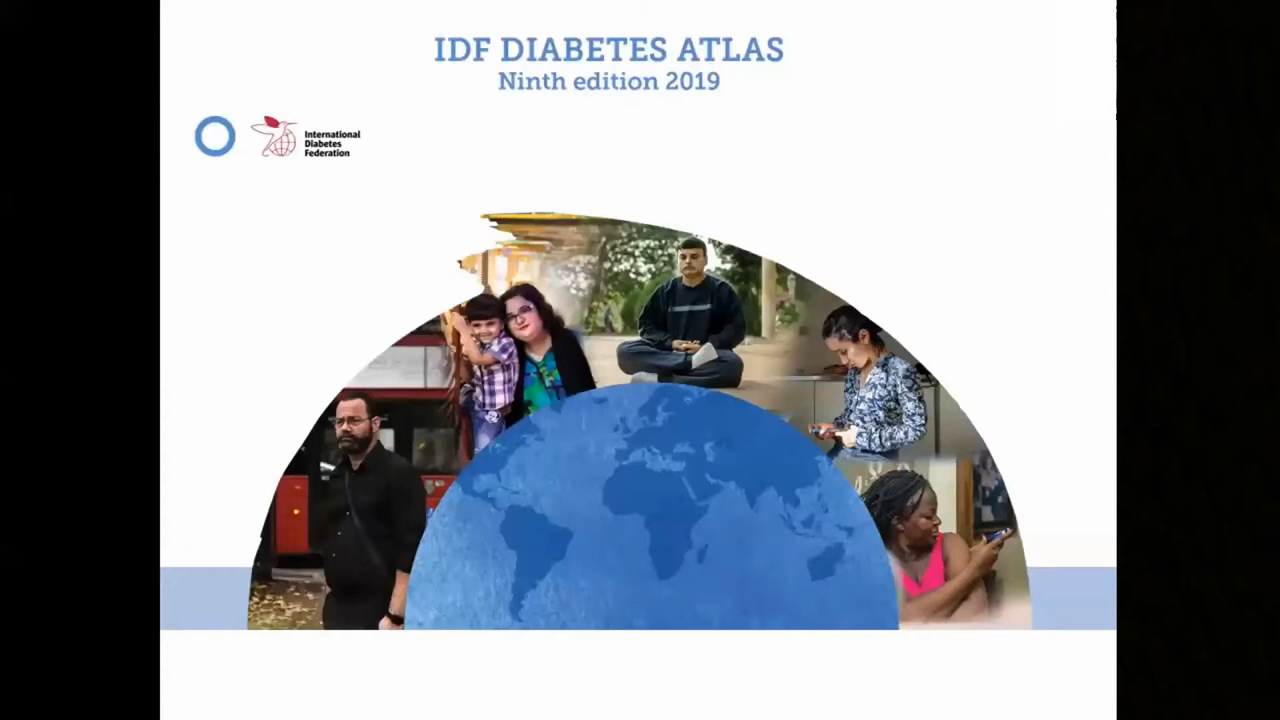 IDF DIABETES ATLAS
Ninth edition 2019
International
Diabetes
Federation